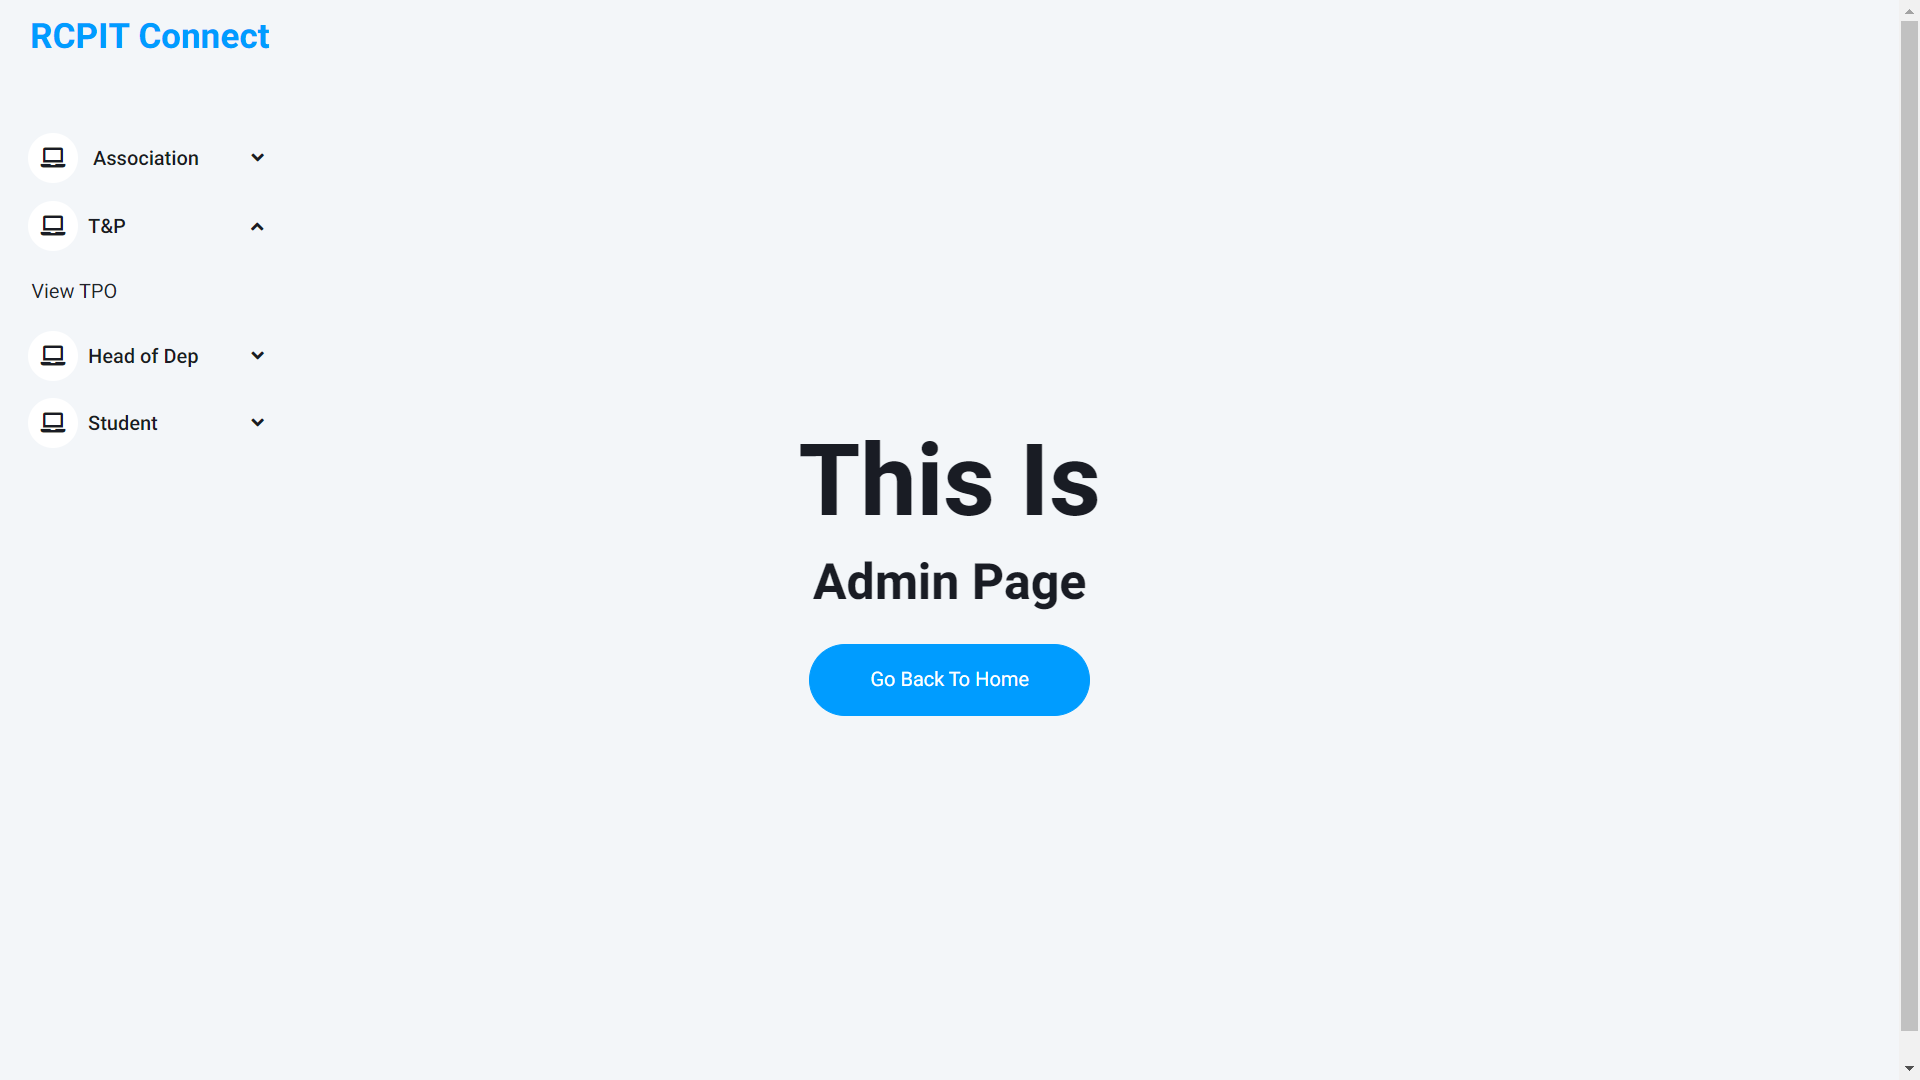 RCPIT Connect
Association
T&P
View TPO
Head of Dep
Student
This Is
Admin Page
Go Back To Home